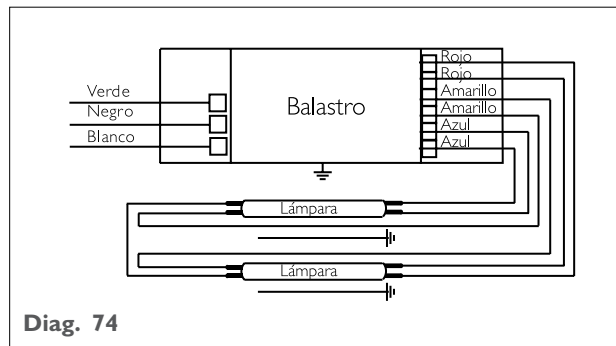 Verde
Negro
Blanco
Balastro
Rojo
Rojo
Amarillo
Amarillo
Azul
Azul
Lámpara
Lámpara
Diag. 74